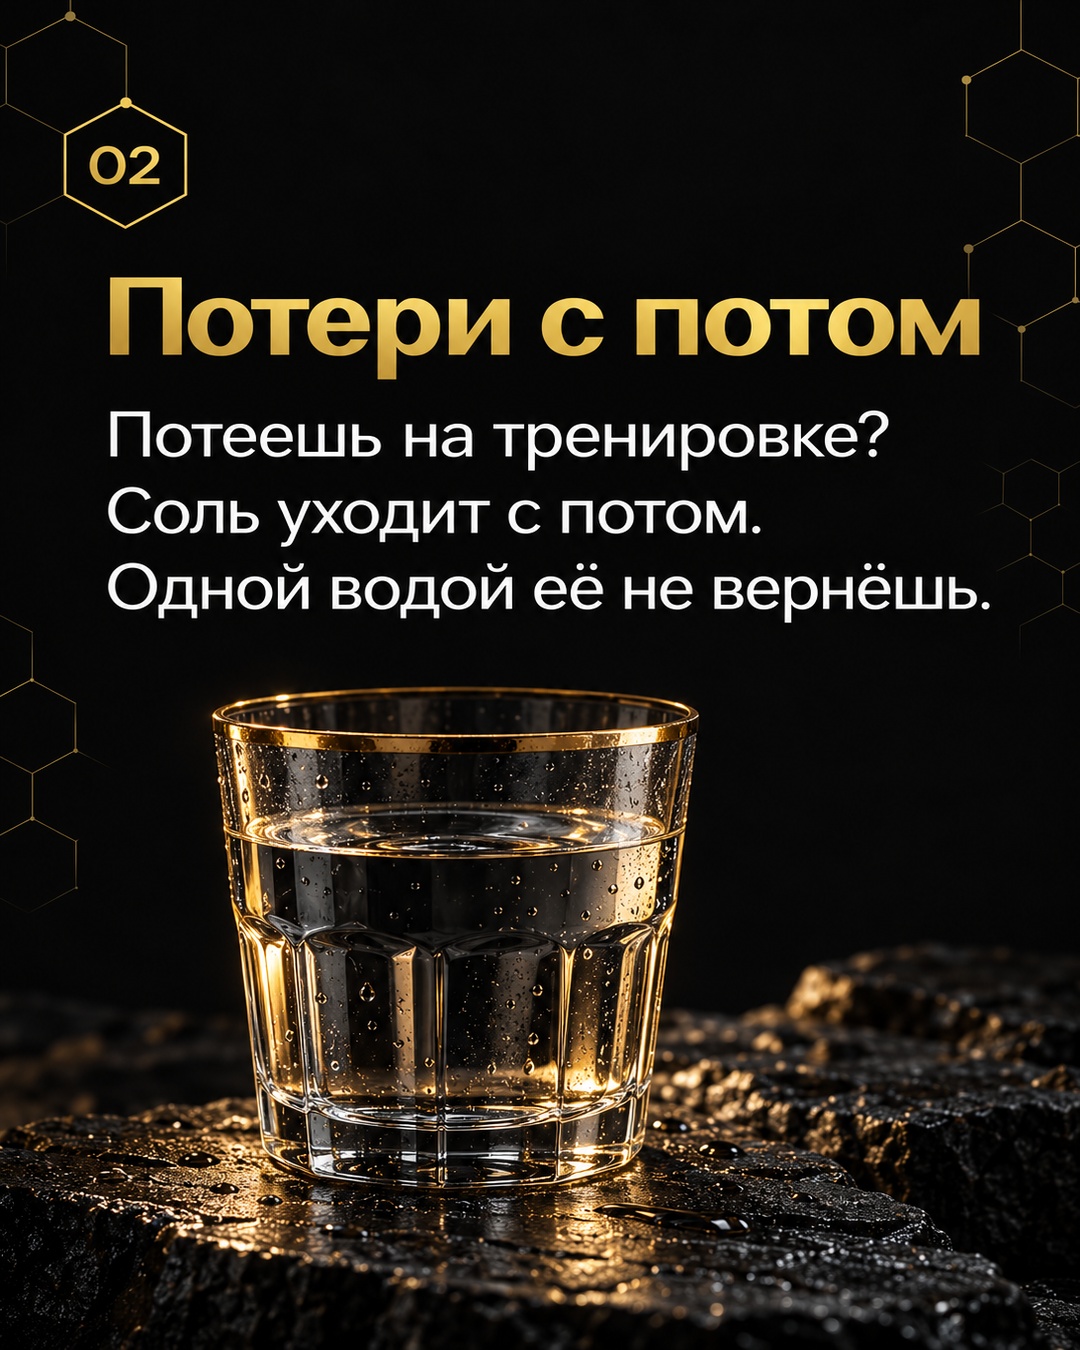 02
Потери с потом
Потеешь на тренировке?
Соль уходит с потом.
Одной водой её не вернёшь.